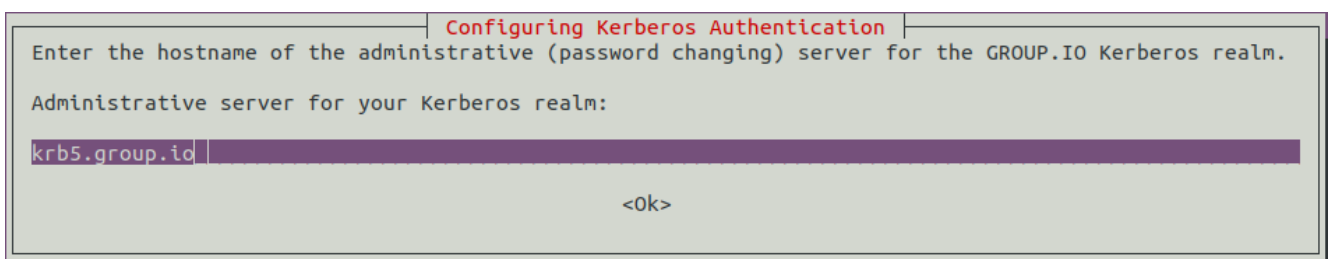 Configuring Kerberos Authentication
Enter the hostname of the administrative (password changing) server for the GROUP.IO Kerberos realm.
Administrative server for your Kerberos realm:
krb5.group.io
<Ok>